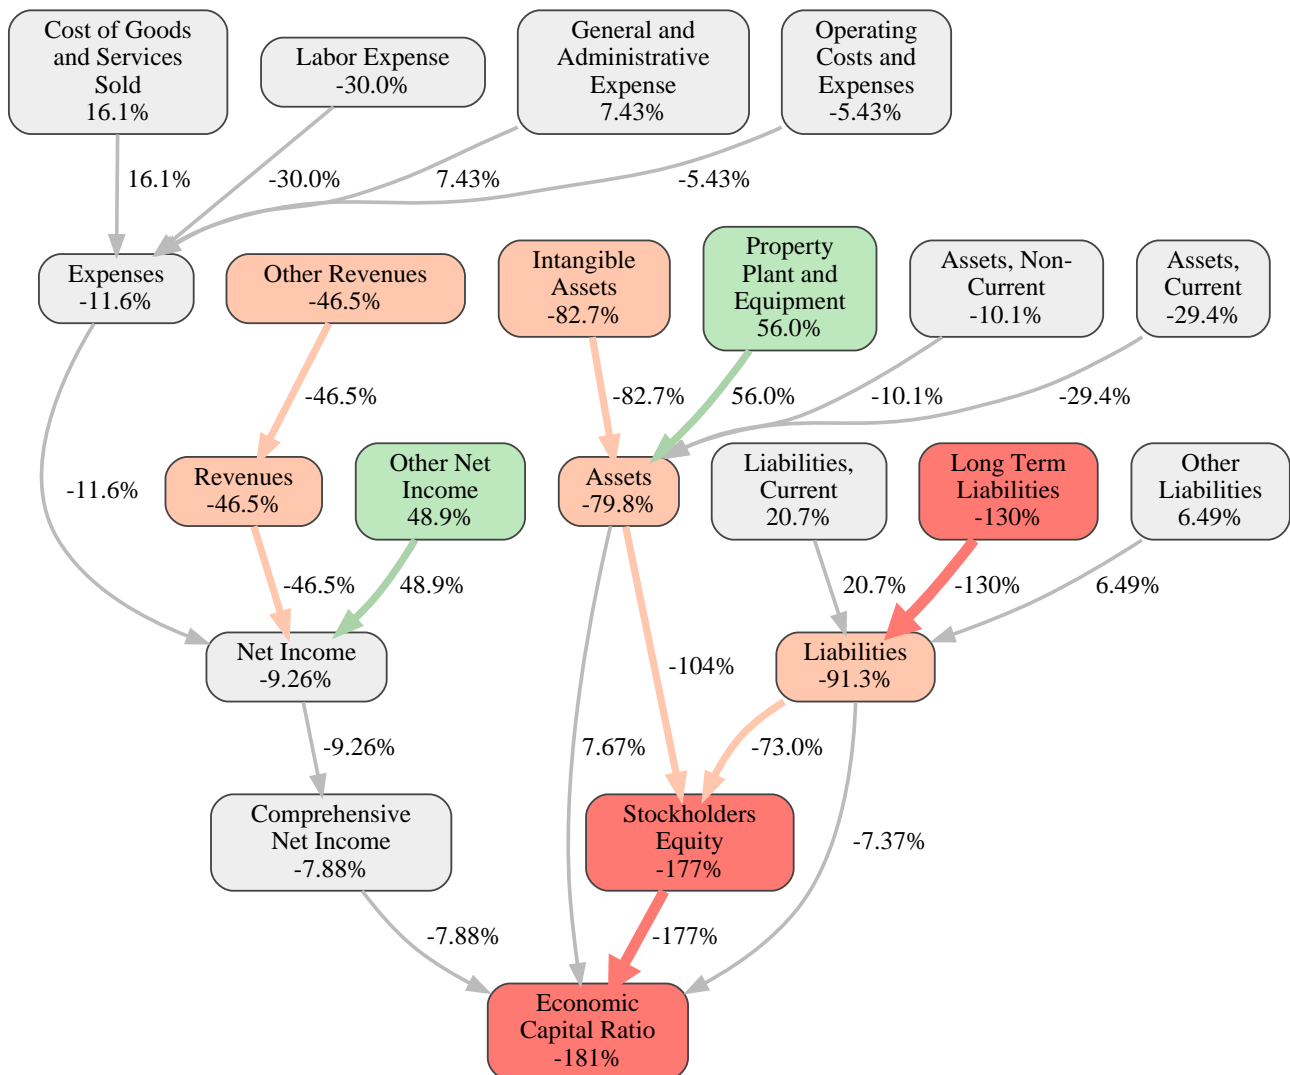 Cost of Goods
and Services
Sold
16.1%
Labor Expense
-30.0%
General and
Administrative
Expense
7.43%
Operating
Costs and
Expenses
-5.43%
16.1%
-30.0%
7.43%
-5.43%
Expenses
-11.6%
Other Revenues
-46.5%
Intangible
Assets
-82.7%
Property
Plant and
Equipment
56.0%
Assets, Non-
Current
-10.1%
Assets,
Current
-29.4%
-46.5%
-82.7%
56.0%
-10.1%
-29.4%
-11.6%
Revenues
-46.5%
Other Net
Income
48.9%
Assets
-79.8%
Liabilities,
Current
20.7%
Long Term
Liabilities
-130%
Other
Liabilities
6.49%
-46.5%
48.9%
20.7%
-130%
6.49%
Net Income
-9.26%
-104%
Liabilities
-91.3%
-9.26%
7.67%
-73.0%
Comprehensive
Net Income
-7.88%
Stockholders
Equity
-177%
-7.37%
-7.88%
-177%
Economic
Capital Ratio
-181%